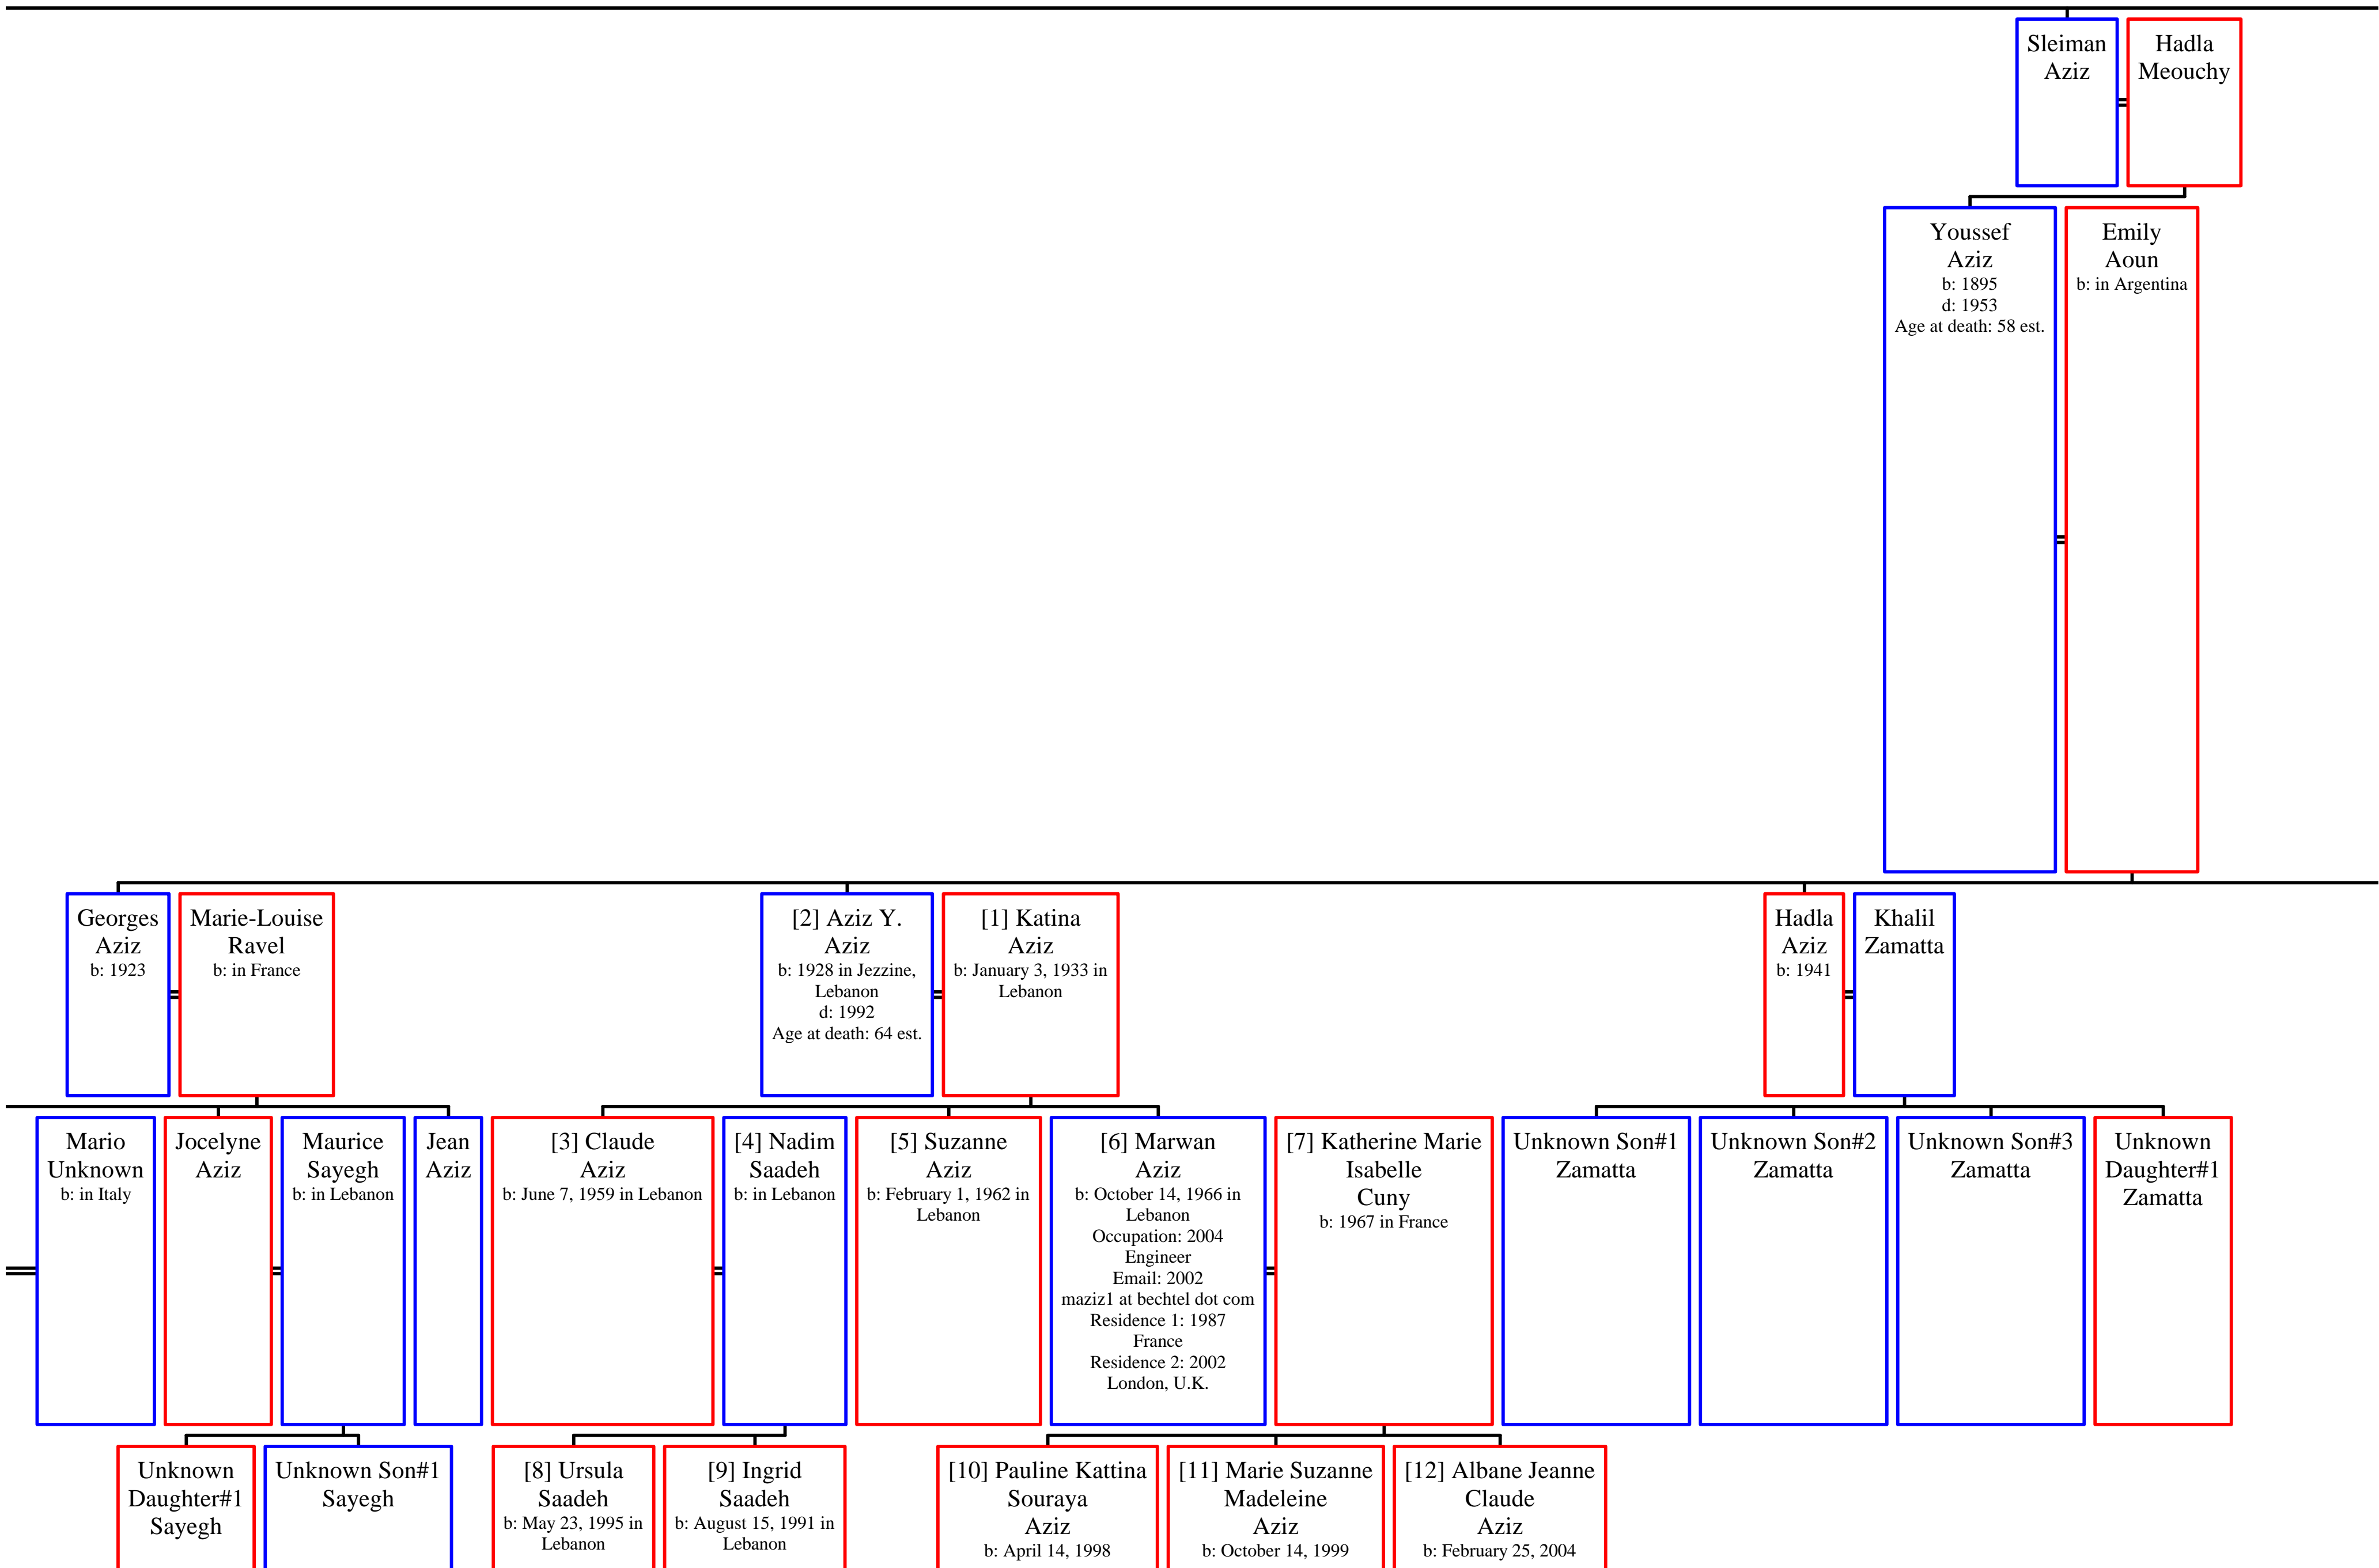 Sleiman
Aziz
Hadla
Meouchy
Youssef
Aziz
b: 1895
d: 1953
Age at death: 58 est.
Emily
Aoun
b: in Argentina
Georges
Aziz
b: 1923
Marie-Louise
Ravel
b: in France
[2] Aziz Y.
Aziz
b: 1928 in Jezzine,
Lebanon
d: 1992
Age at death: 64 est.
[1] Katina
Aziz
b: January 3, 1933 in
Lebanon
Hadla
Aziz
b: 1941
Khalil
Zamatta
Mario
Unknown
b: in Italy
Jocelyne
Aziz
Maurice
Sayegh
b: in Lebanon
Jean
Aziz
[3] Claude
Aziz
b: June 7, 1959 in Lebanon
[4] Nadim
Saadeh
b: in Lebanon
[5] Suzanne
Aziz
b: February 1, 1962 in
Lebanon
[6] Marwan
Aziz
b: October 14, 1966 in
Lebanon
Occupation: 2004
Engineer
Email: 2002
maziz1 at bechtel dot com
Residence 1: 1987
France
Residence 2: 2002
London, U.K.
[7] Katherine Marie
Isabelle
Cuny
b: 1967 in France
Unknown Son#1
Zamatta
Unknown Son#2
Zamatta
Unknown Son#3
Zamatta
Unknown
Daughter#1
Zamatta
Unknown
Daughter#1
Sayegh
Unknown Son#1
Sayegh
[8] Ursula
Saadeh
b: May 23, 1995 in
Lebanon
[9] Ingrid
Saadeh
b: August 15, 1991 in
Lebanon
[10] Pauline Kattina
Souraya
Aziz
b: April 14, 1998
[11] Marie Suzanne
Madeleine
Aziz
b: October 14, 1999
[12] Albane Jeanne
Claude
Aziz
b: February 25, 2004